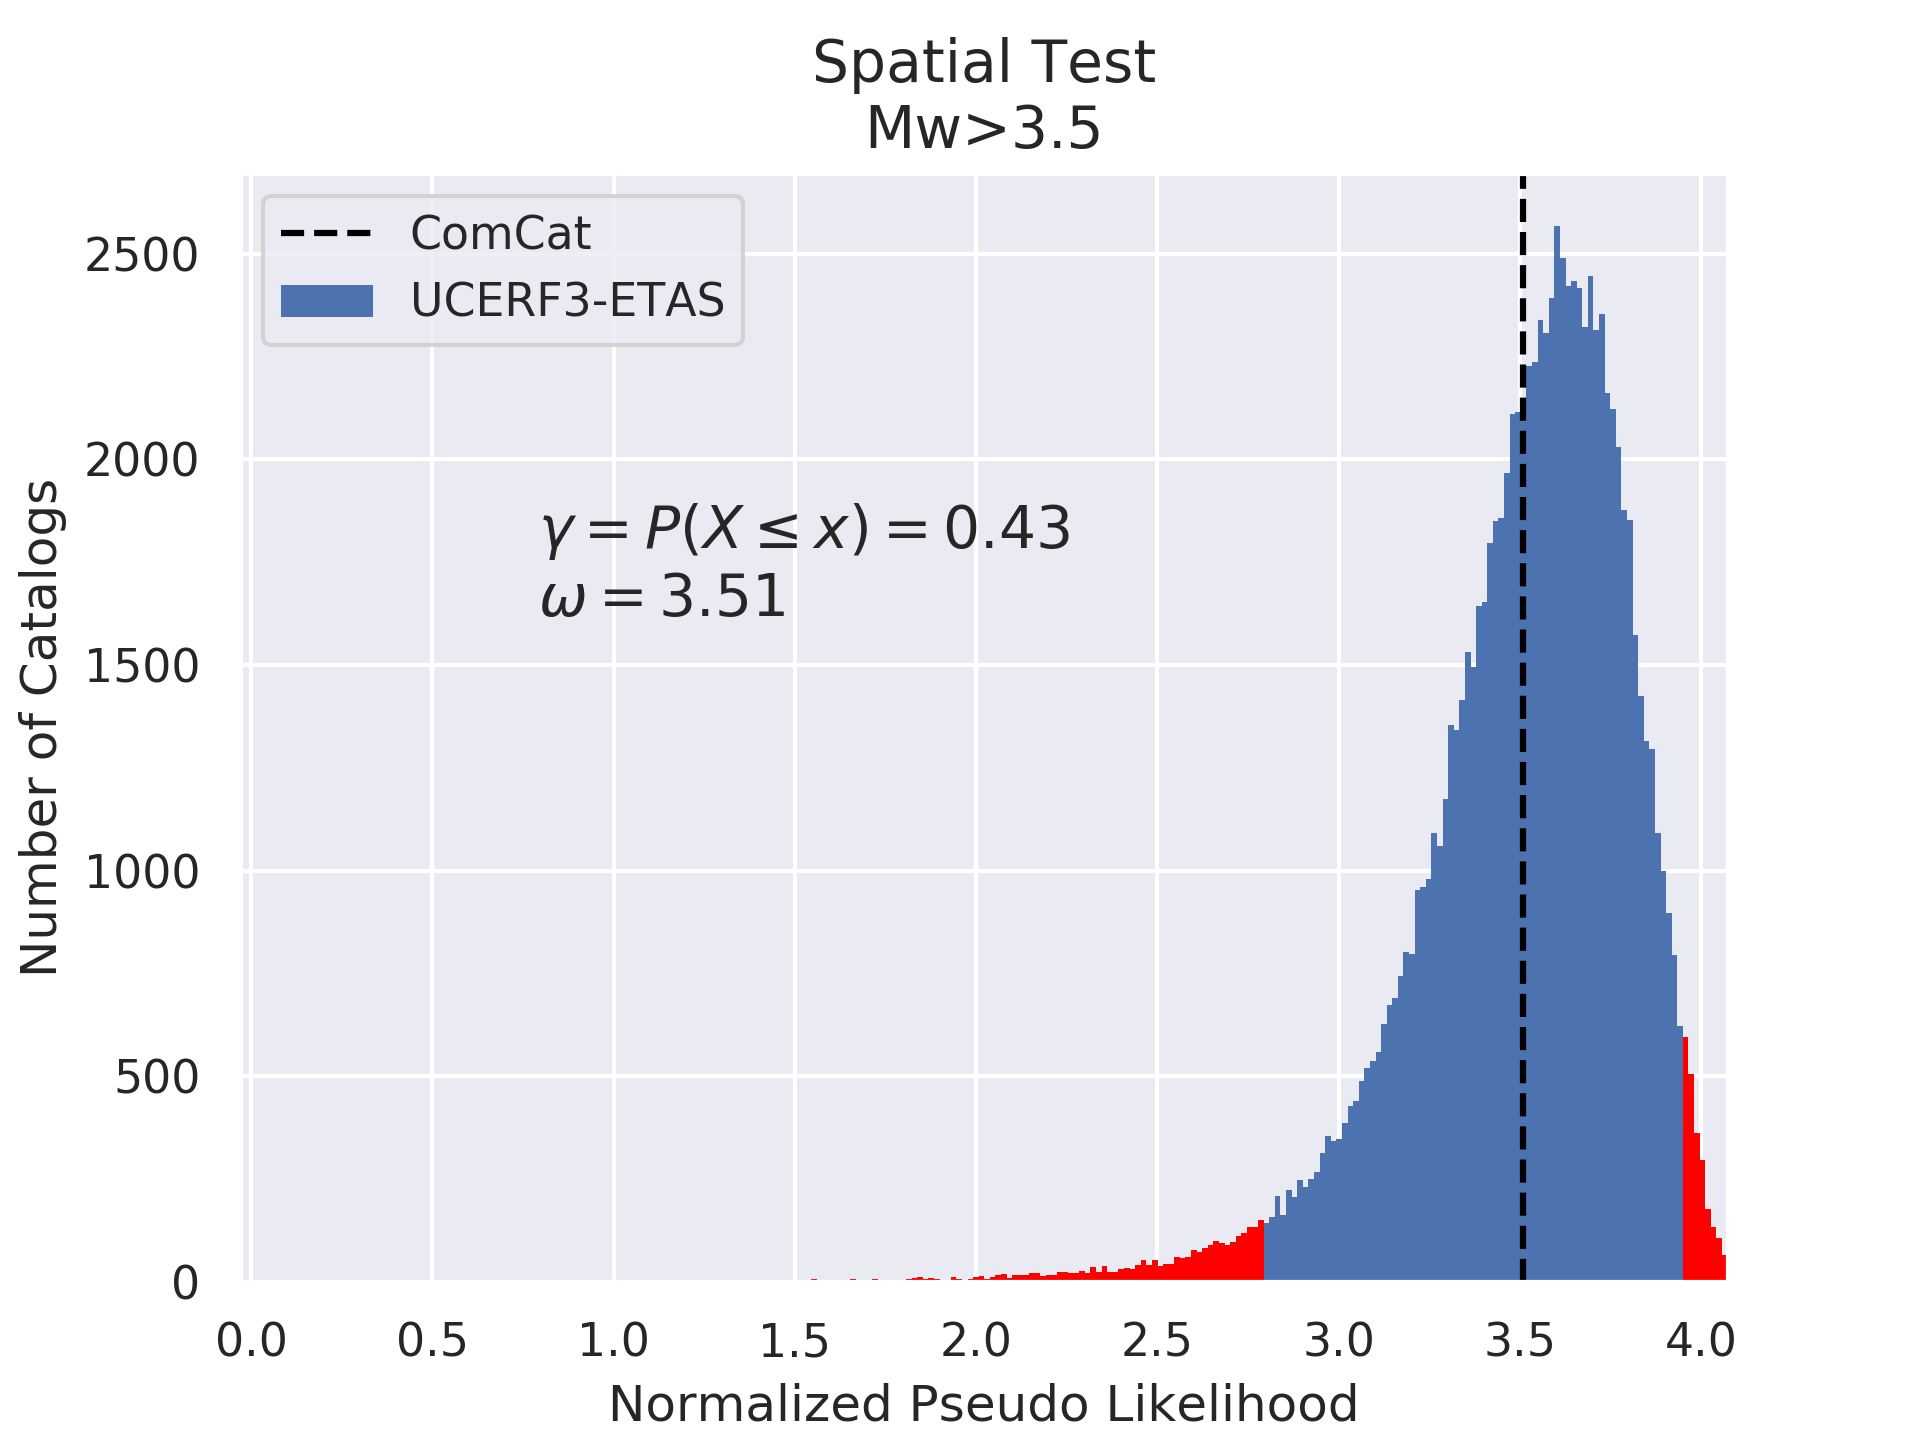 Spatial Test
Mw>3.5
ComCat
UCERF3-ETAS
γ = P(X ≤ x) = 0.43
ω = 3.51
Number of Catalogs
2500
2000
1500
1000
500
0
0.0 0.5 1.0 1.5 2.0 2.5 3.0 3.5 4.0
Normalized Pseudo Likelihood